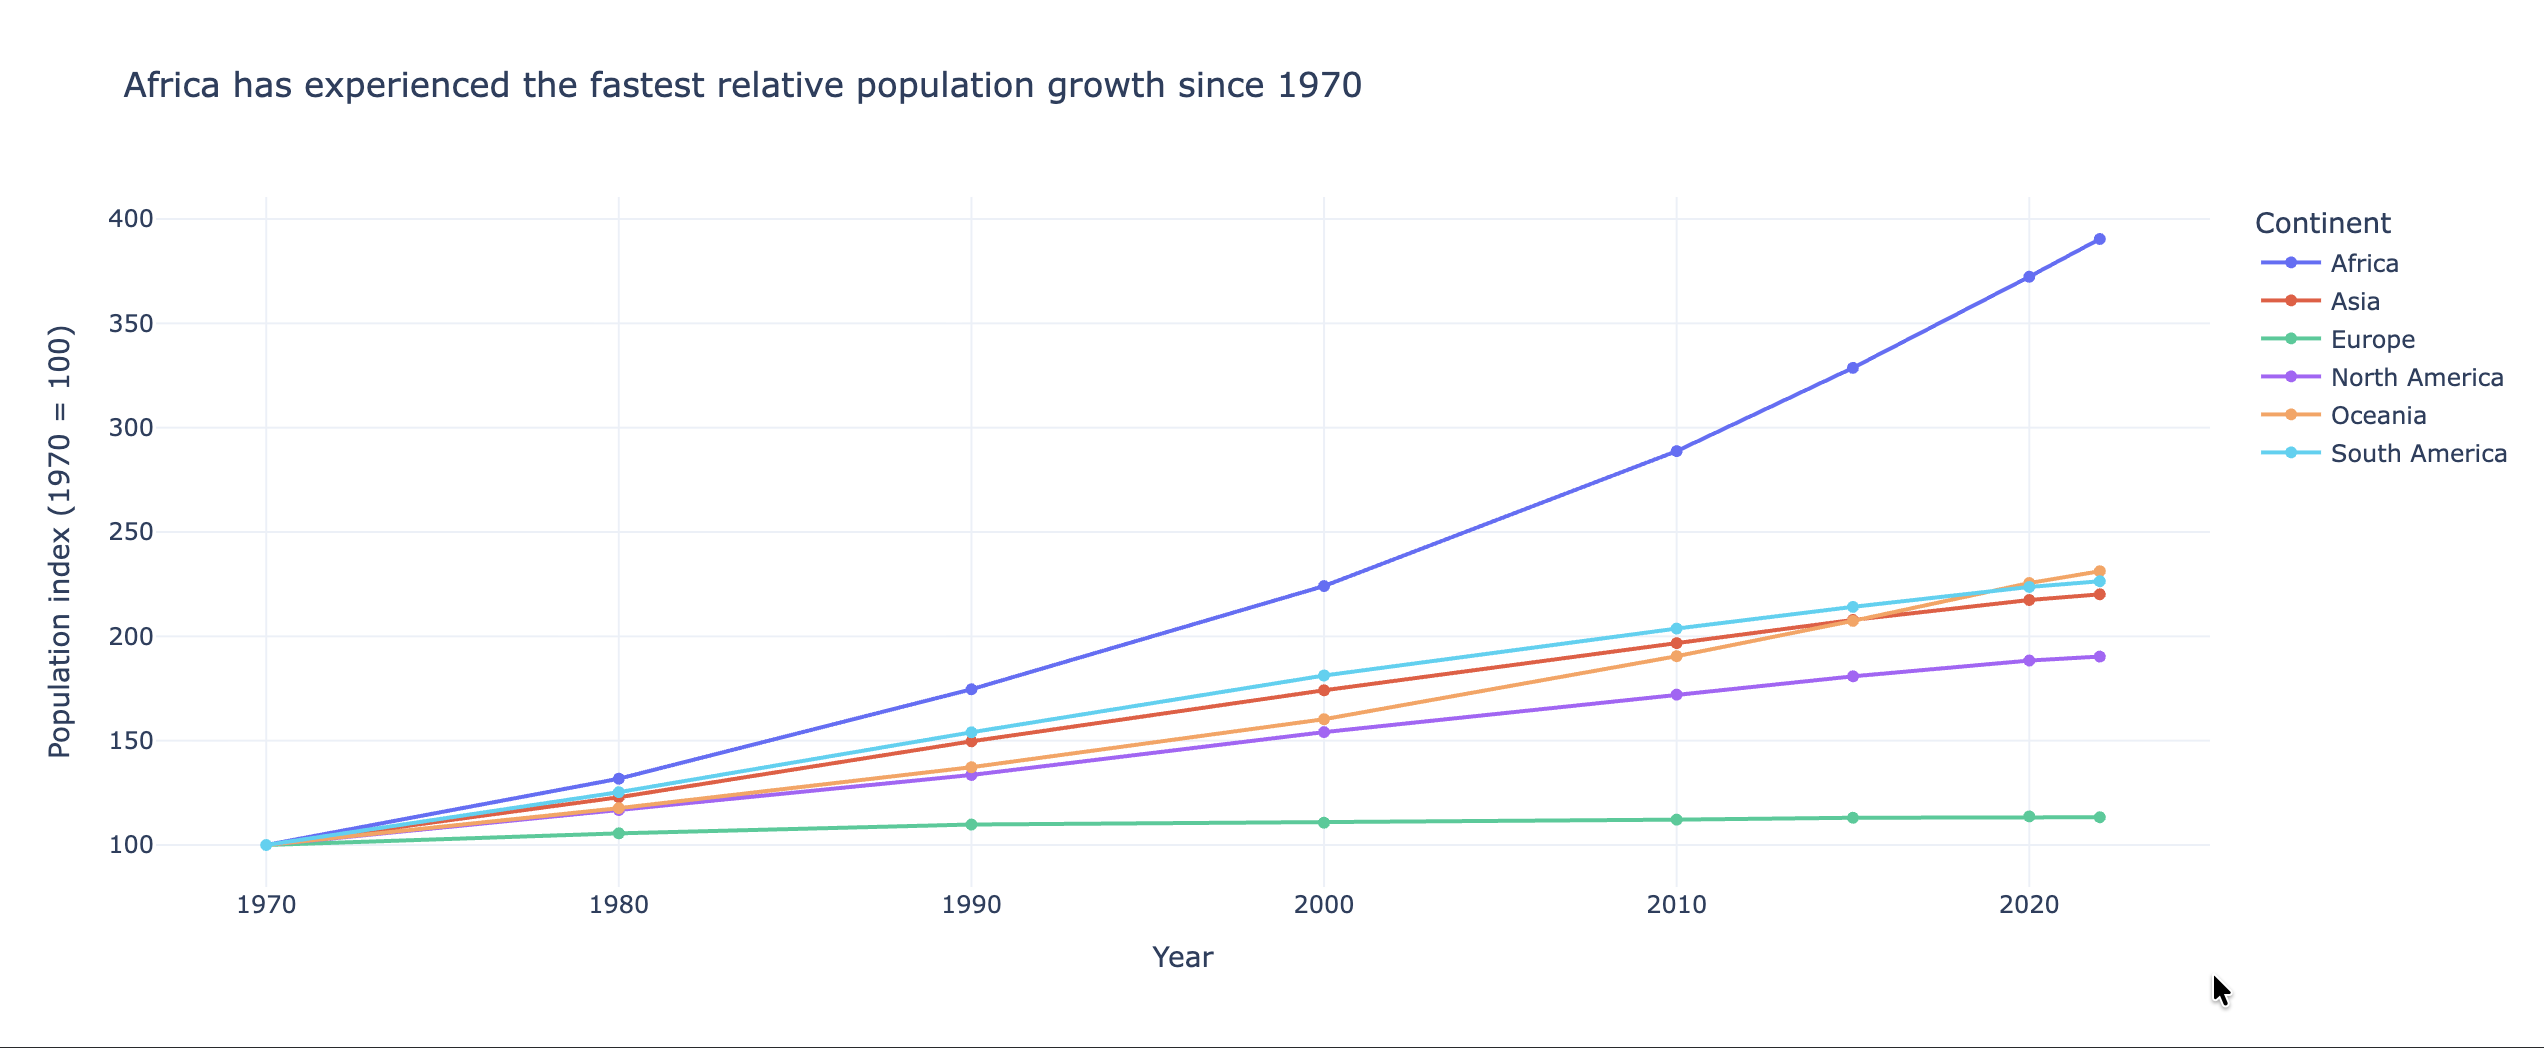 Africa has experienced the fastest relative population growth since 1970
Population index (1970 = 100)
400
350
300
250
200
150
100
1970 1980 1990 2000 2010 2020
Year
Continent
Africa
Asia
Europe
North America
Oceania
South America